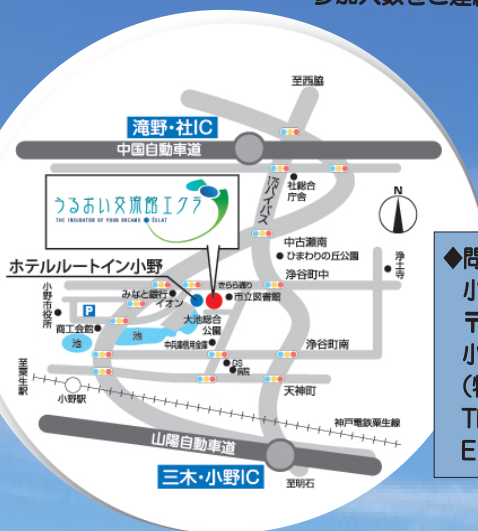 至西脇
滝野・社IC
中国自動車道
175バイパス
社総合
庁舎
うるおい交流館エクラ
THE INCUBATOR OF YOUR DREAMS ● ECLAT
N
中古瀬南
ひまわりの丘公園
浄土寺
浄谷町中
ホテルルートイン小野
きらら通り
みなと銀行
イオン
市立図書館
小野市役所
P
商工会館
池
池
大池総合
公園
中兵庫信用金庫
浄谷町南
GS
病院
至粟生駅
小野駅
天神町
神戸電鉄粟生線
山陽自動車道
三木・小野IC
至明石
◆問
小
〒
小